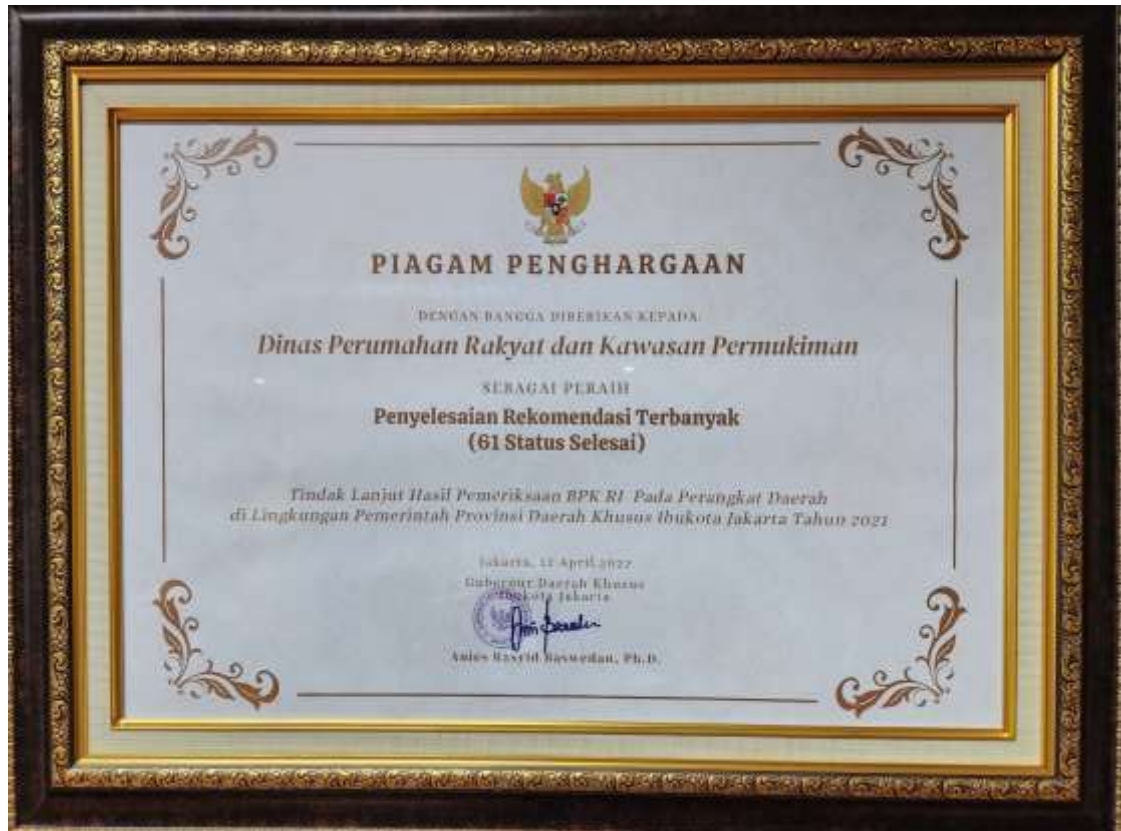 PIAGAM PENGHARGAAN
DENGAN BANGGA DIBERIKAN KEPADA:
Dinas Perumahan Rakyat dan Kawasan Permukiman
SEBAGAI PERAIH
Penyelesaian Rekomendasi Terbanyak
(61 Status Selesai)
Tindak Lanjut Hasil Pemeriksaan BPK RI Pada Perangkat Daerah
di Lingkungan Pemerintah Provinsi Daerah Khusus Ibukota Jakarta Tahun 2021
Jakarta, 12 April 2022
Gubernur Daerah Khusus
Ibukota Jakarta
Anies Rasyid Baswedan, Ph.D.